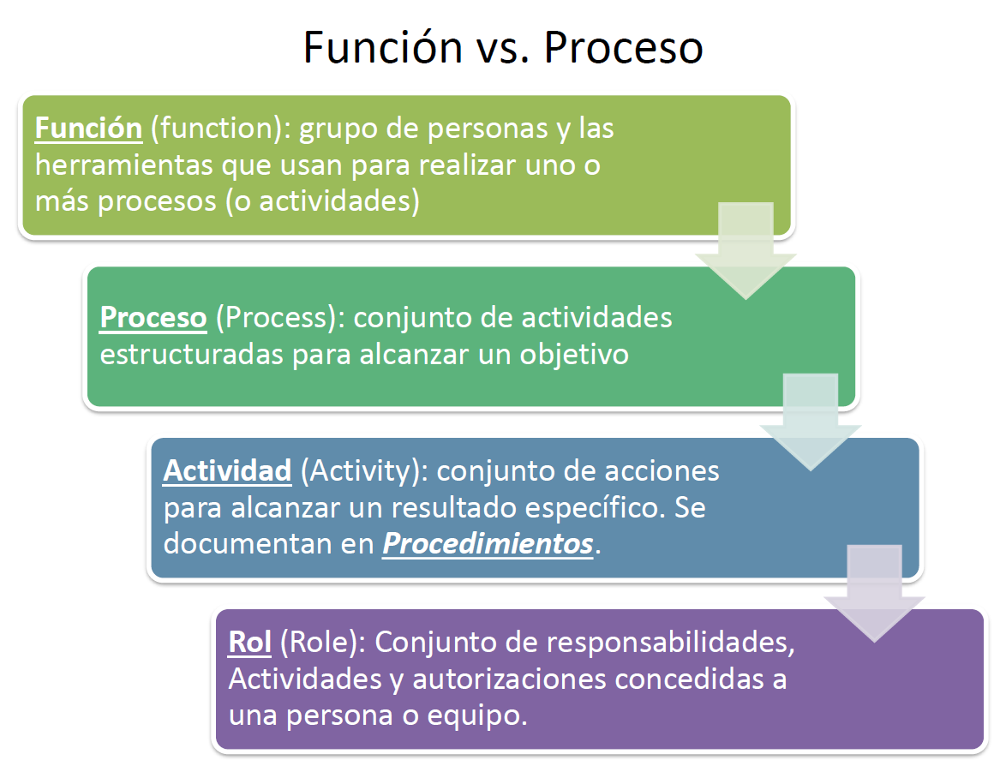 Función vs. Proceso
Función (function): grupo de personas y las
herramientas que usan para realizar uno o
más procesos (o actividades)
Proceso (Process): conjunto de actividades
estructuradas para alcanzar un objetivo
Actividad (Activity): conjunto de acciones
para alcanzar un resultado específico. Se
documentan en Procedimientos.
Rol (Role): Conjunto de responsabilidades,
Actividades y autorizaciones concedidas a
una persona o equipo.